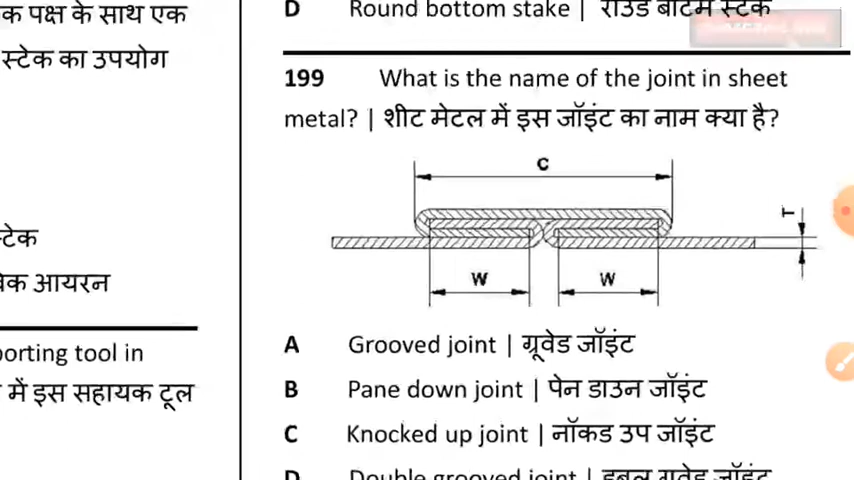 क पक्ष के साथ एक
स्टेक का उपयोग
स्टेक
क आयरन
porting tool in
में इस सहायक टूल
D Round bottom stake | राउंड बॉटम स्टेक
199 What is the name of the joint in sheet
metal? | शीट मेटल में इस जॉइंट का नाम क्या है?
C
T
W W
A Grooved joint | ग्रूवेड जॉइंट
B Pane down joint | पेन डाउन जॉइंट
C Knocked up joint | नॉकड उप जॉइंट
D Double grooved joint | डबल ग्रूवेड जॉइंट